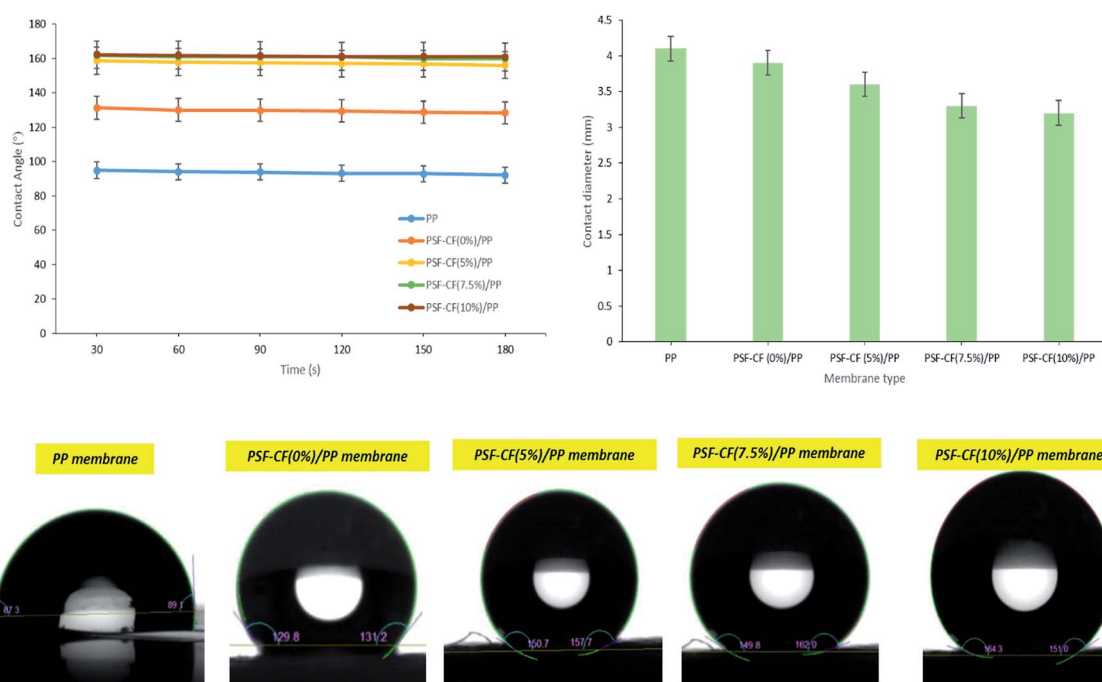 180
160
140
120
100
80
60
40
20
0
Contact Angle (°)
30 60 90 120 150 180
Time (s)
PP
PSF-CF(0%)/PP
PSF-CF(5%)/PP
PSF-CF(7.5%)/PP
PSF-CF(10%)/PP
4.5
4
3.5
3
2.5
2
1.5
1
0.5
0
Contact diameter (mm)
PP PSF-CF (0%)/PP PSF-CF (5%)/PP PSF-CF(7.5%)/PP PSF-CF(10%)/PP
Membrane type
PP membrane
PSF-CF(0%)/PP membrane
PSF-CF(5%)/PP membrane
PSF-CF(7.5%)/PP membrane
PSF-CF(10%)/PP membrane
87.3 89.1
129.8 131.2
150.7 157.7
149.8 162.0
164.3 151.0